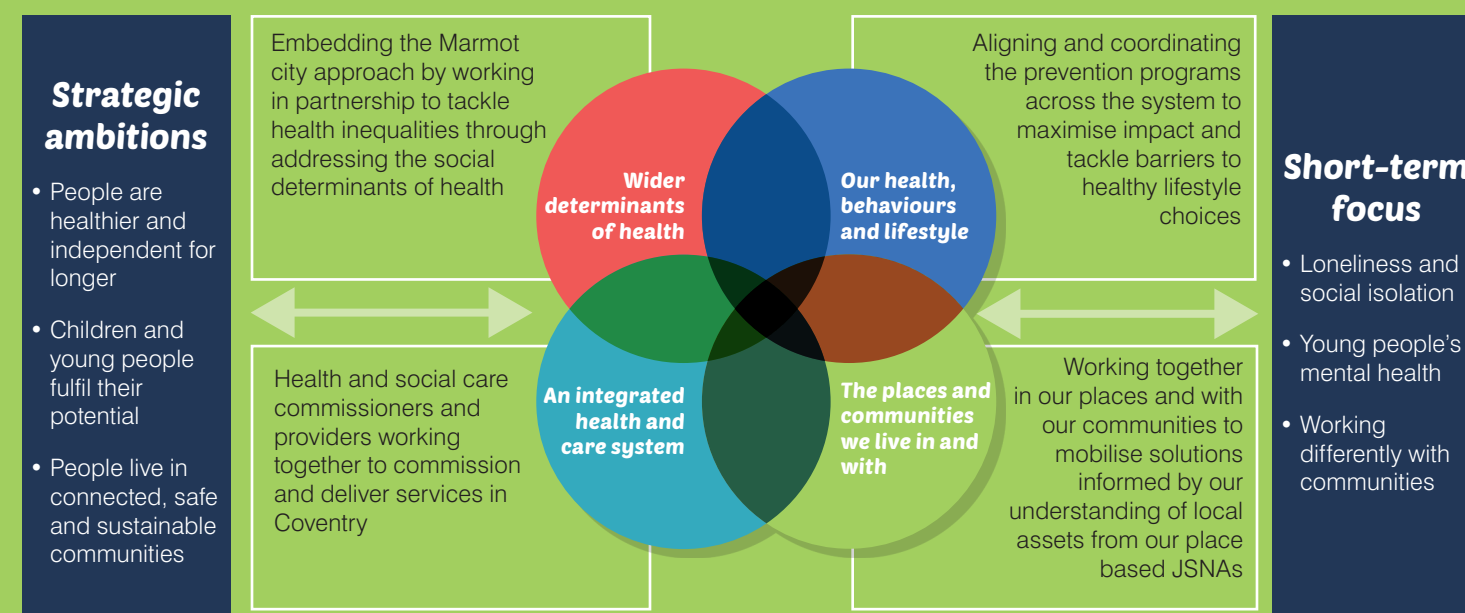 Strategic
ambitions
• People are
healthier and
independent for
longer
• Children and
young people
fulfil their
potential
• People live in
connected, safe
and sustainable
communities
Embedding the Marmot
city approach by working
in partnership to tackle
health inequalities through
addressing the social
determinants of health
Aligning and coordinating
the prevention programs
across the system to
maximise impact and
tackle barriers to
healthy lifestyle
choices
Wider
determinants
of health
Our health,
behaviours
and lifestyle
An integrated
health and
care system
The places and
communities
we live in and
with
Health and social care
commissioners and
providers working
together to commission
and deliver services in
Coventry
Working together
in our places and with
our communities to
mobilise solutions
informed by our
understanding of local
assets from our place
based JSNAs
Short-term
focus
• Loneliness and
social isolation
• Young people's
mental health
• Working
differently with
communities